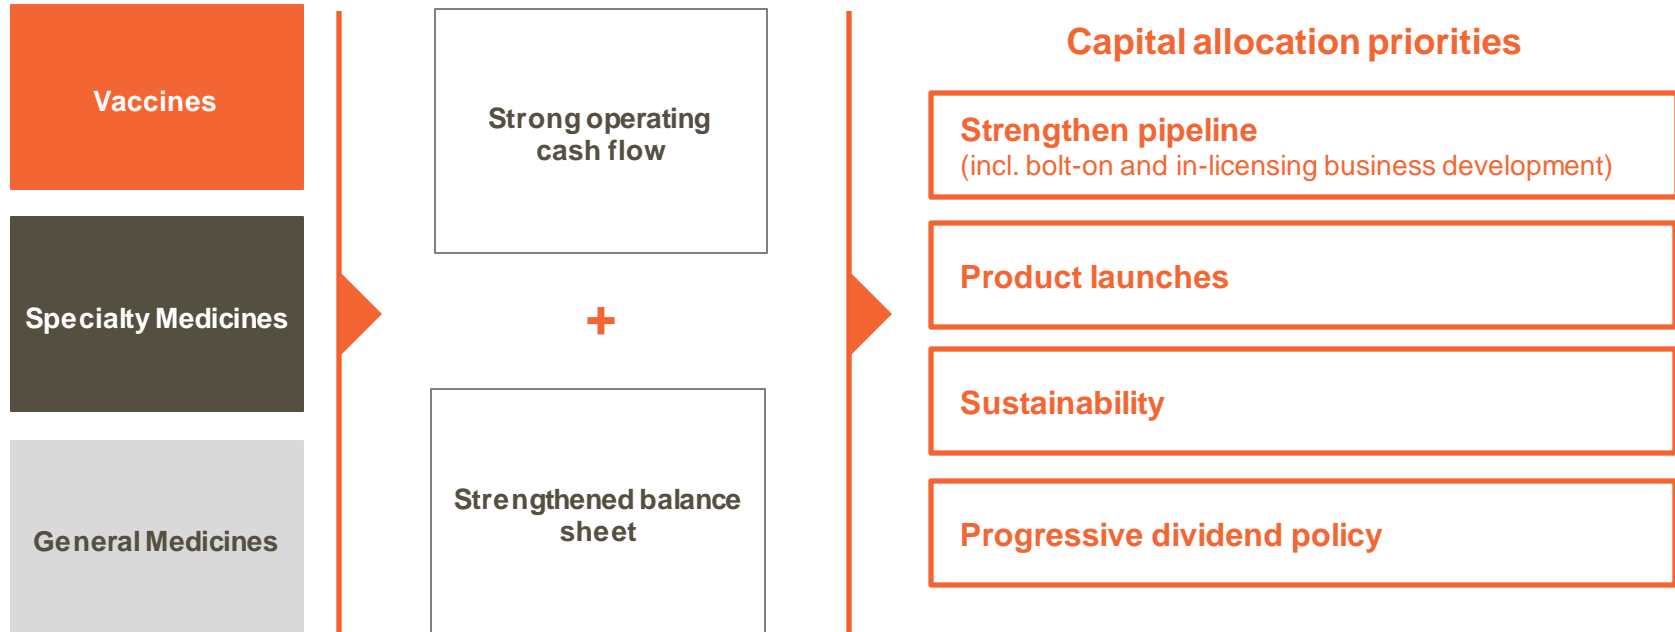 Vaccines
Specialty Medicines
General Medicines
Strong operating
cash flow
+
Strengthened balance
sheet
Capital allocation priorities
Strengthen pipeline
(incl. bolt-on and in-licensing business development)
Product launches
Sustainability
Progressive dividend policy